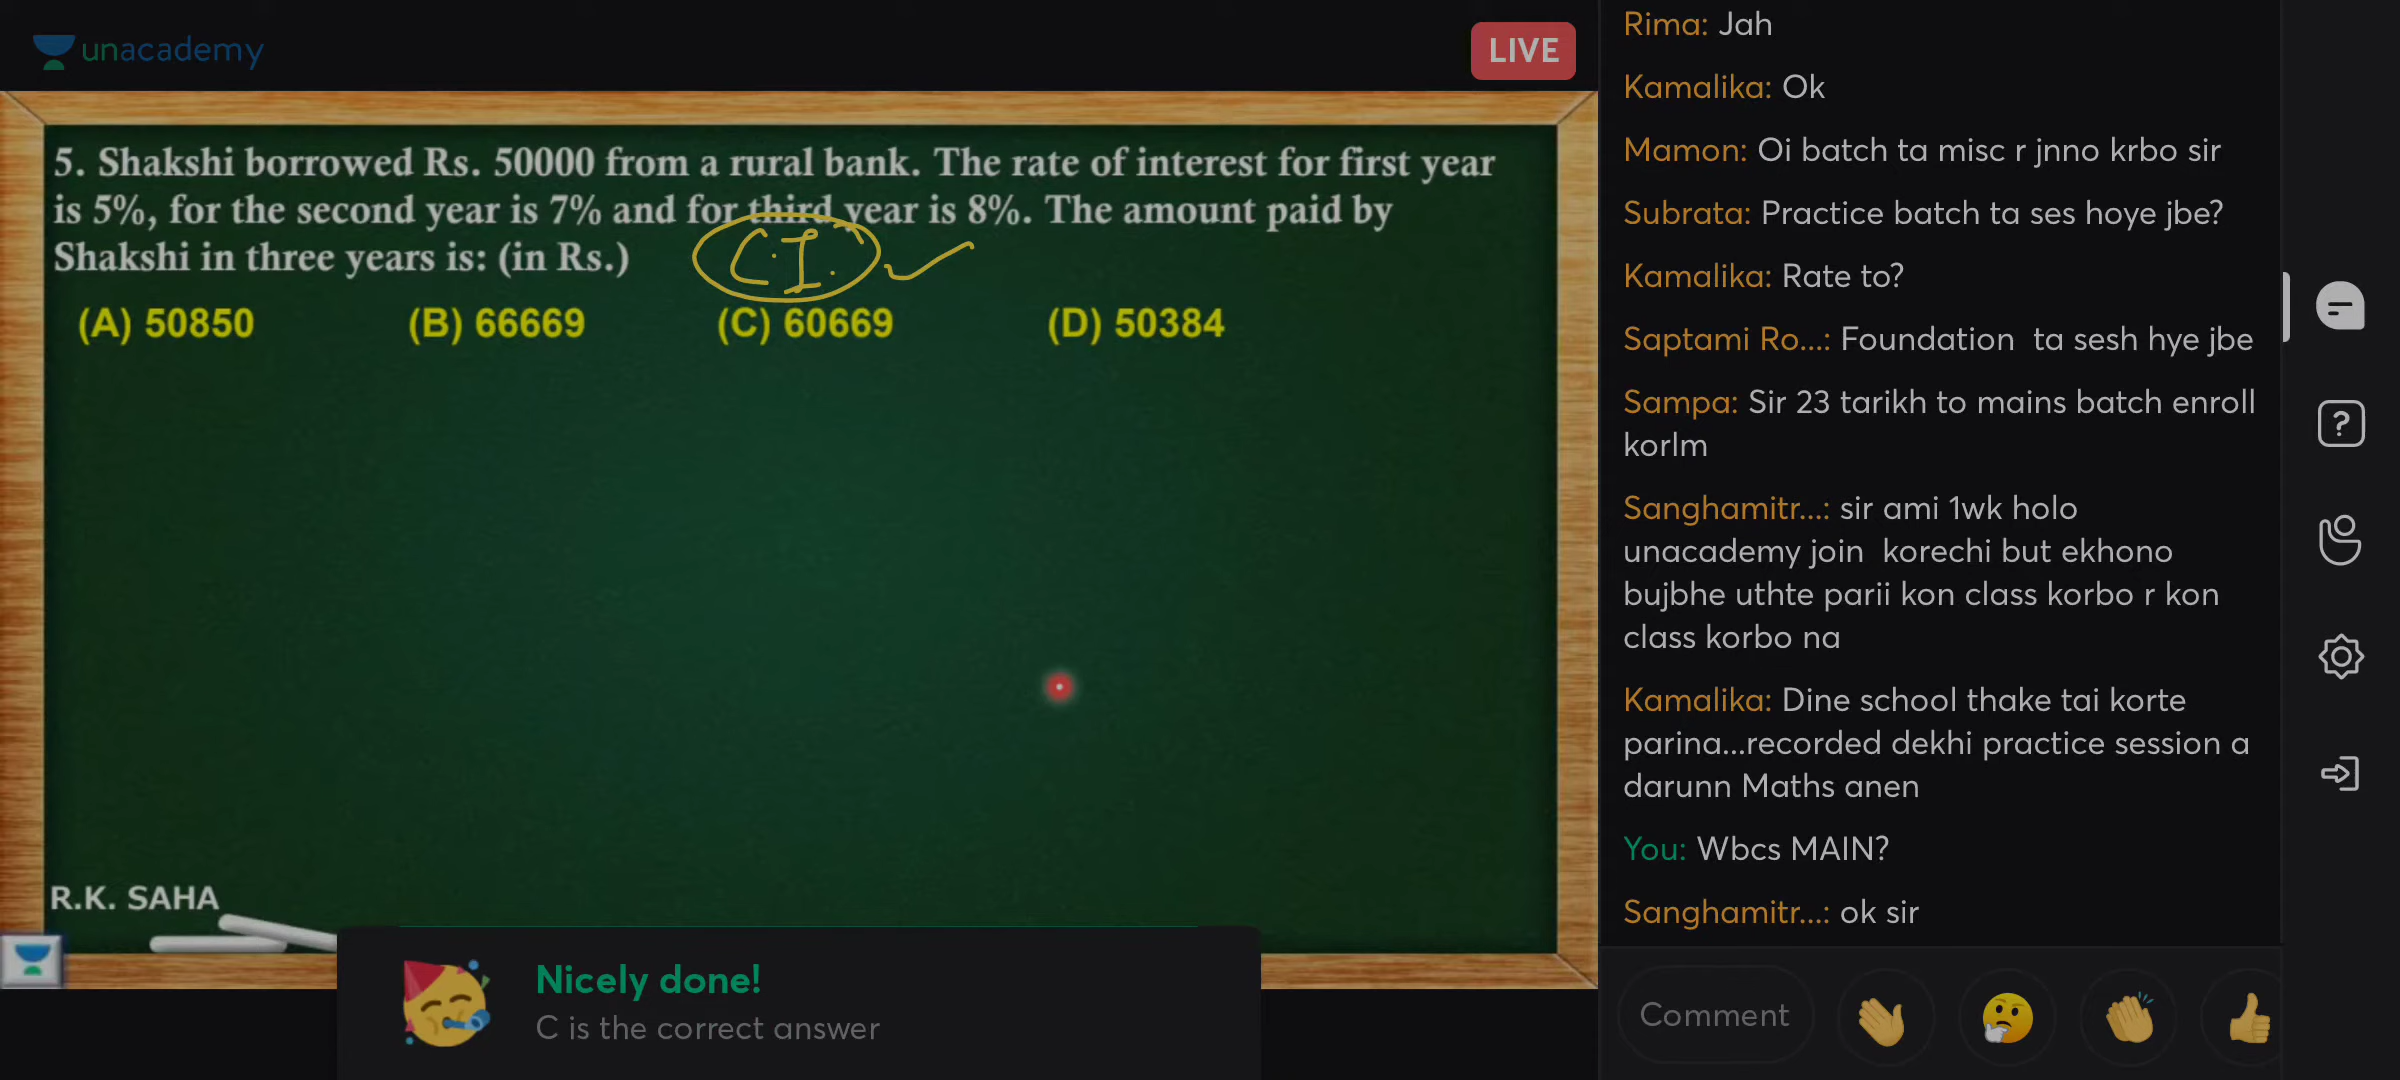 unacademy
LIVE
5. Shakshi borrowed Rs. 50000 from a rural bank. The rate of interest for first year
is 5%, for the second year is 7% and for third year is 8%. The amount paid by
Shakshi in three years is: (in Rs.)
C.I.
(A) 50850 (B) 66669 (C) 60669 (D) 50384
R.K. SAHA
Nicely done!
C is the correct answer
Rima: Jah
Kamalika: Ok
Mamon: Oi batch ta misc r jnno krbo sir
Subrata: Practice batch ta ses hoye jbe?
Kamalika: Rate to?
Saptami Ro...: Foundation ta sesh hye jbe
Sampa: Sir 23 tarikh to mains batch enroll
korlm
Sanghamitr...: sir ami 1wk holo
unacademy join korechi but ekhono
bujbhe uthte parii kon class korbo r kon
class korbo na
Kamalika: Dine school thake tai korte
parina...recorded dekhi practice session a
darunn Maths anen
You: Wbcs MAIN?
Sanghamitr...: ok sir
Comment